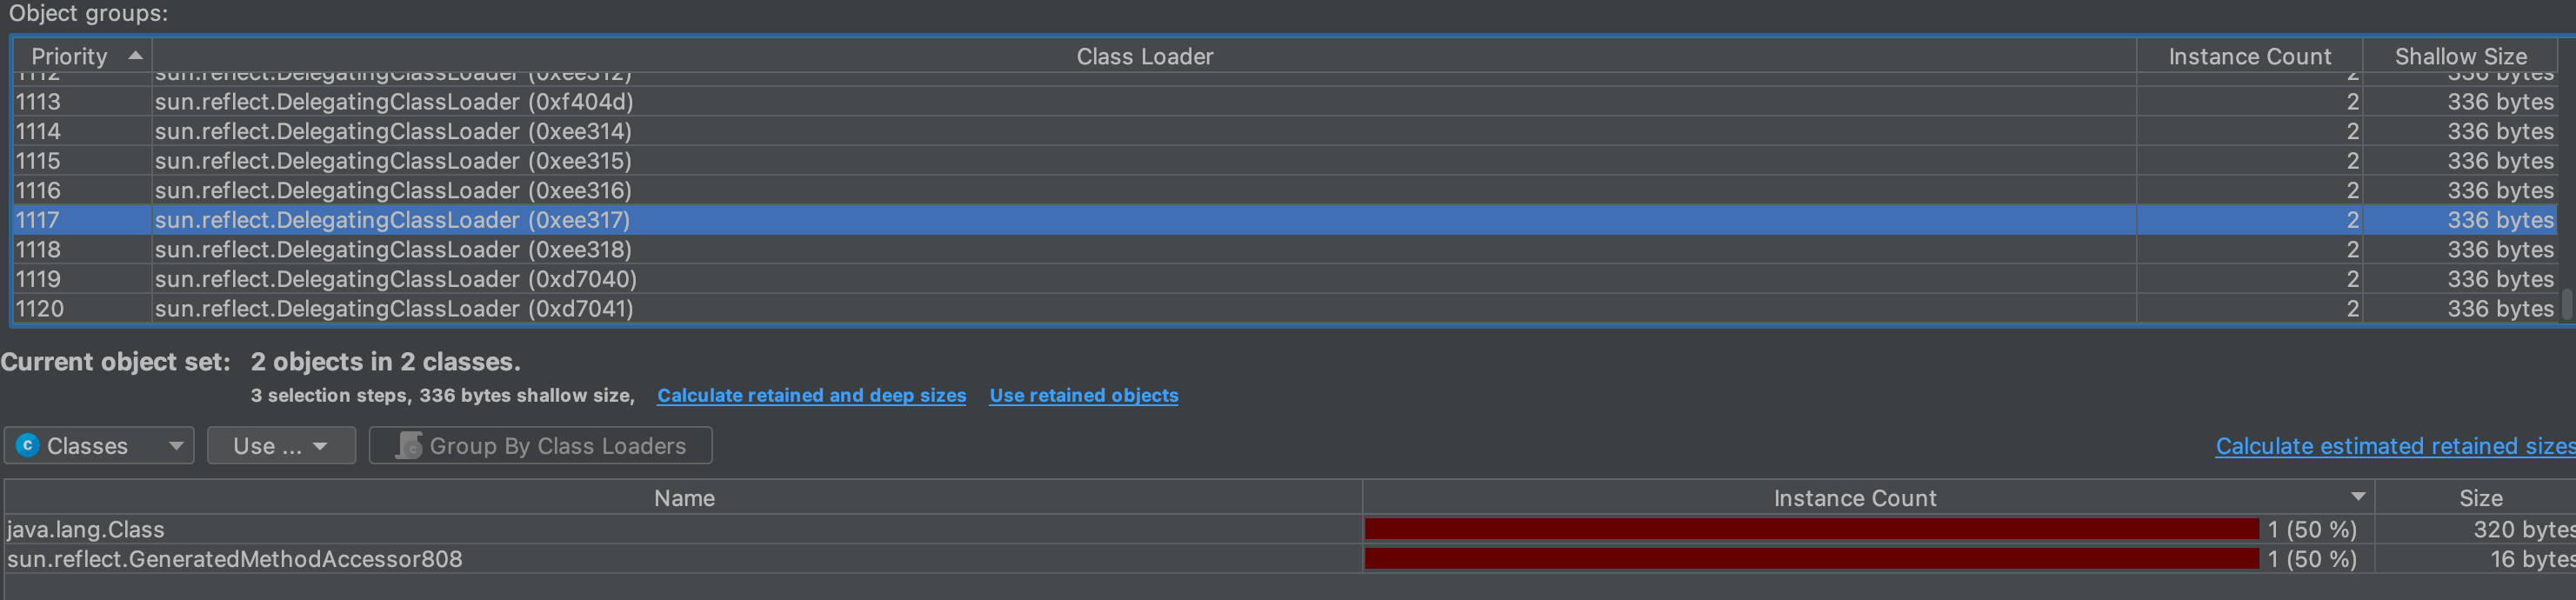 Object groups:
Priority Class Loader Instance Count Shallow Size
1112 sun.reflect.DelegatingClassLoader (0xee312) 2 336 bytes
1113 sun.reflect.DelegatingClassLoader (0xf404d) 2 336 bytes
1114 sun.reflect.DelegatingClassLoader (0xee314) 2 336 bytes
1115 sun.reflect.DelegatingClassLoader (0xee315) 2 336 bytes
1116 sun.reflect.DelegatingClassLoader (0xee316) 2 336 bytes
1117 sun.reflect.DelegatingClassLoader (0xee317) 2 336 bytes
1118 sun.reflect.DelegatingClassLoader (0xee318) 2 336 bytes
1119 sun.reflect.DelegatingClassLoader (0xd7040) 2 336 bytes
1120 sun.reflect.DelegatingClassLoader (0xd7041) 2 336 bytes
Current object set: 2 objects in 2 classes.
3 selection steps, 336 bytes shallow size, Calculate retained and deep sizes Use retained objects
C Classes Use ... Group By Class Loaders Calculate estimated retained sizes
Name Instance Count Size
java.lang.Class 1 (50 %) 320 bytes
sun.reflect.GeneratedMethodAccessor808 1 (50 %) 16 bytes